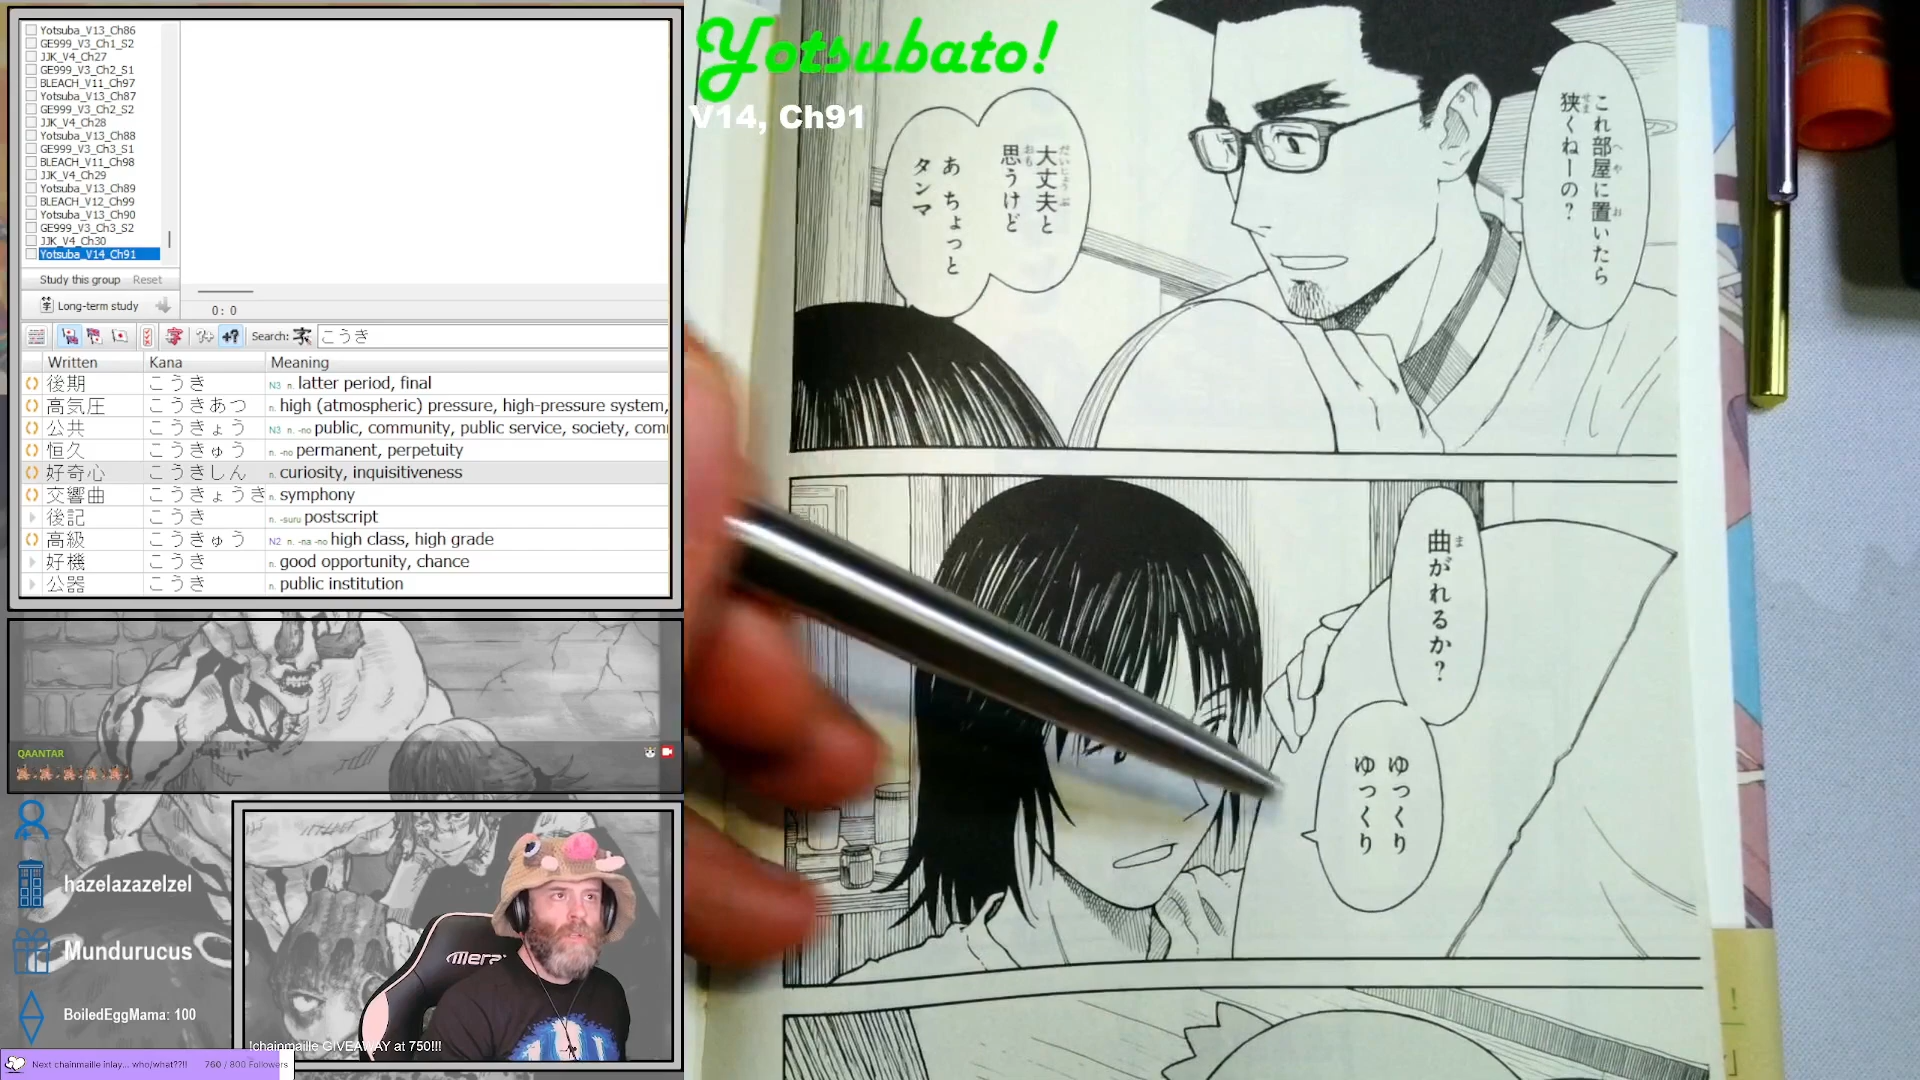 Yotsuba_V13_Ch86
GE999_V3_Ch1_S2
JJK_V4_Ch27
GE999_V3_Ch2_S1
BLEACH_V11_Ch97
Yotsuba_V13_Ch87
GE999_V3_Ch2_S2
JJK_V4_Ch28
Yotsuba_V13_Ch88
GE999_V3_Ch3_S1
BLEACH_V11_Ch98
JJK_V4_Ch29
Yotsuba_V13_Ch89
BLEACH_V12_Ch99
Yotsuba_V13_Ch90
GE999_V3_Ch3_S2
JJK_V4_Ch30
Yotsuba_V14_Ch91
Study this group Reset
Long-term study
0: 0
Search: こうき
Written Kana Meaning
後期 こうき N3 n. latter period, final
高気圧 こうきあつ n. high (atmospheric) pressure, high-pressure system,
公共 こうきょう N3 n. -no public, community, public service, society,
恒久 こうきゅう n. -no permanent, perpetuity
好奇心 こうきしん n. curiosity, inquisitiveness
交響曲 こうきょうき n. symphony
後記 こうき n. -suru postscript
高級 こうきゅう N2 n. -na -no high class, high grade
好機 こうき n. good opportunity, chance
公器 こうき n. public institution
QAANTAR
hazelazazelzel
Mundurucus
BoiledEggMama: 100
Next chainmaille inlay... who/what??!! 760 / 800 Followers
!chainmaille GIVEAWAY at 750!!!
Yotsubato!
V14, Ch91
これ部屋に置いたら
狭くねーの?
大丈夫と
思うけど
あ ちょっと
タンマ
曲がれるか?
ゆっくり
ゆっくり